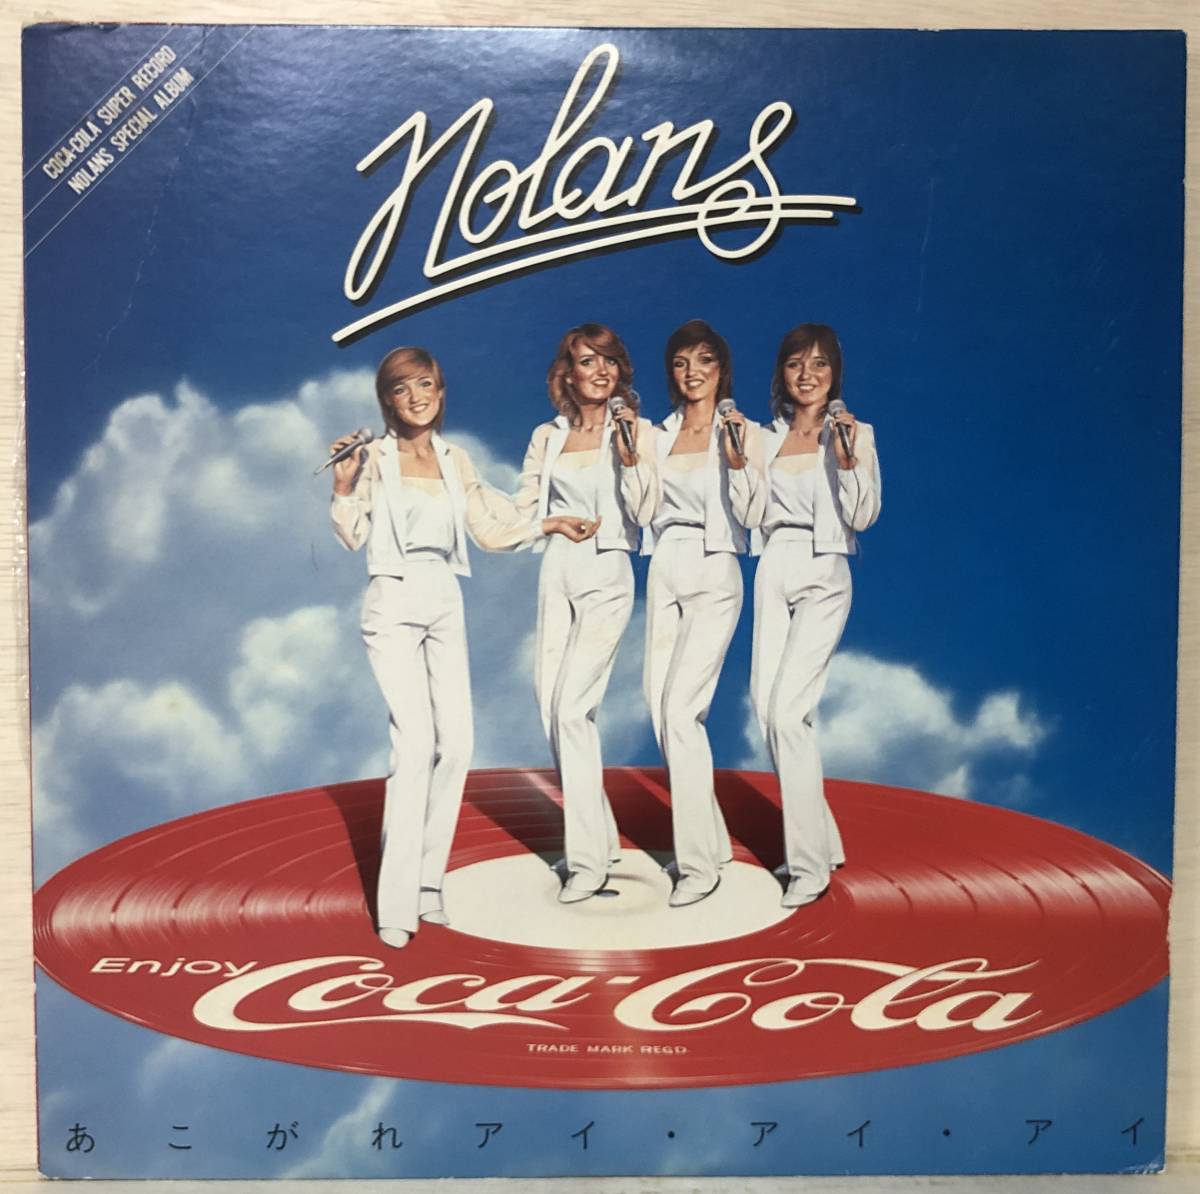 COCA-COLA SUPER RECORD
NOLANS SPECIAL ALBUM
Nolans
Enjoy
Coca-Cola
TRADE MARK REG'D
あこがれアイ・アイ・アイ